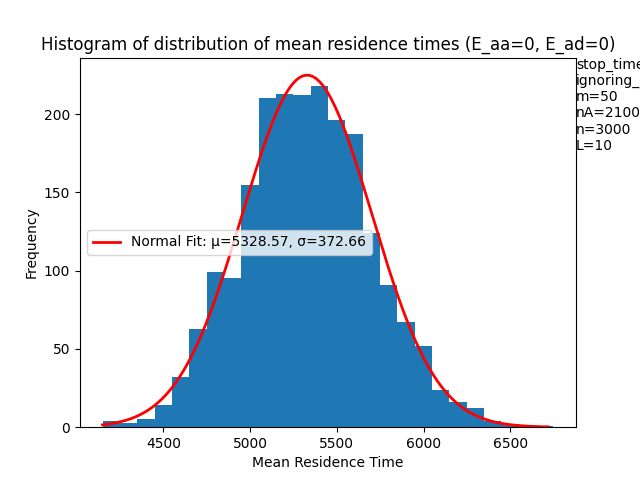 Histogram of distribution of mean residence times (E_aa=0, E_ad=0)
stop_time
ignoring_
m=50
nA=2100
n=3000
L=10
Normal Fit: μ=5328.57, σ=372.66
Frequency
200
150
100
50
0
4500 5000 5500 6000 6500
Mean Residence Time